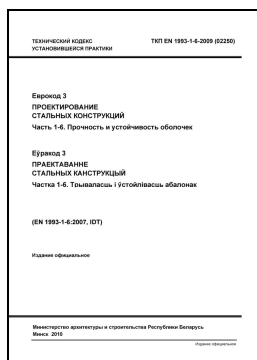 ТЕХНИЧЕСКИЙ КОДЕКС
УСТАНОВИВШЕЙСЯ ПРАКТИКИ
ТКП EN 1993-1-6-2009 (02250)
Еврокод 3
ПРОЕКТИРОВАНИЕ
СТАЛЬНЫХ КОНСТРУКЦИЙ
Часть 1-6. Прочность и устойчивость оболочек
Еўракод 3
ПРАЕКТАВАННЕ
СТАЛЬНЫХ КАНСТРУКЦЫЙ
Частка 1-6. Трываласць і ўстойлівасць абалонак
(EN 1993-1-6:2007, IDT)
Издание официальное
Министерство архитектуры и строительства Республики Беларусь
Минск 2010
Издание официальное